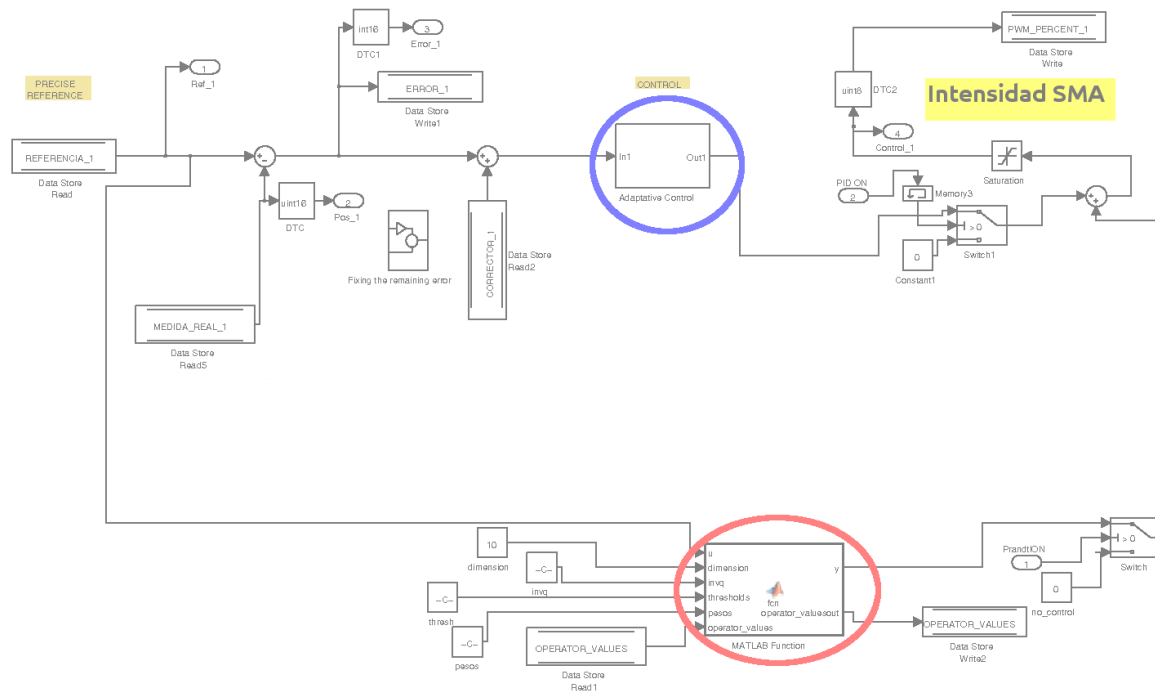 PRECISE
REFERENCE
REFERENCIA_1
Data Store
Read
1
Ref_1
int16
DTC1
3
Error_1
ERROR_1
Data Store
Write1
+
-
uint16
DTC
2
Pos_1
MEDIDA_REAL_1
Data Store
Read5
Fixing the remaining error
+
+
CORRECTOR_1
Data Store
Read2
CONTROL
In1
Out1
Adaptive Control
PWM_PERCENT_1
Data Store
Write
uint8
DTC2
Intensidad SMA
4
Control_1
Saturation
PID ON
2
Memory3
> 0
Switch1
0
Constant1
+
+
10
dimension
-C-
invq
-C-
thresh
-C-
pesos
OPERATOR_VALUES
Data Store
Read1
u
dimension
invq
thresholds
pesos
operator_values
fcn
y
operator_valuesout
MATLAB Function
OPERATOR_VALUES
Data Store
Write2
PrandtlON
1
0
no_control
> 0
Switch